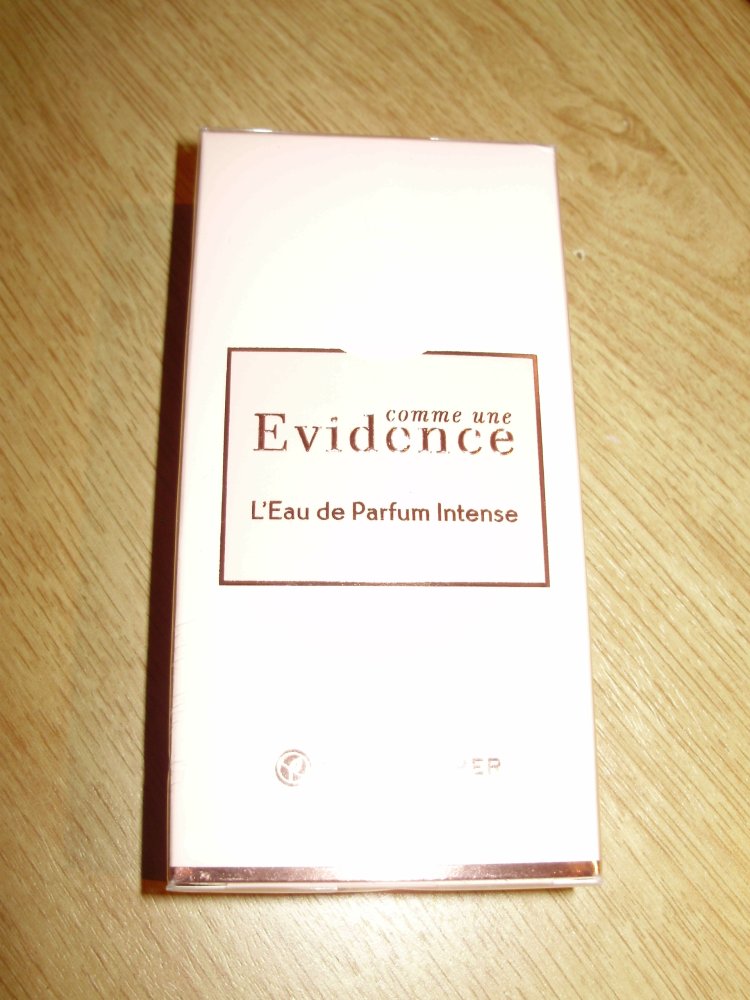 comme une
Evidence
L'Eau de Parfum Intense